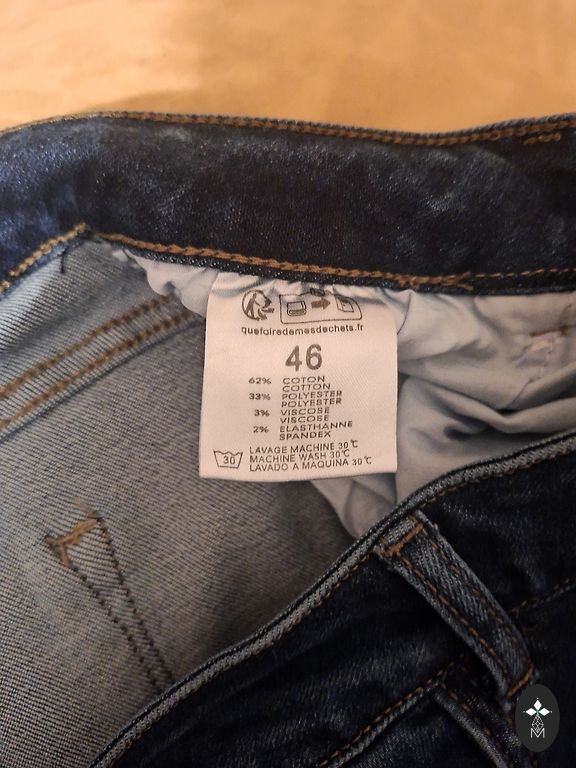 quefairedemesdechets.fr
46
62% COTON
COTTON
33% POLYESTER
POLYESTER
3% VISCOSE
VISCOSE
2% ELASTHANNE
SPANDEX
30
LAVAGE MACHINE 30℃
MACHINE WASH 30℃
LAVADO A MAQUINA 30℃
M